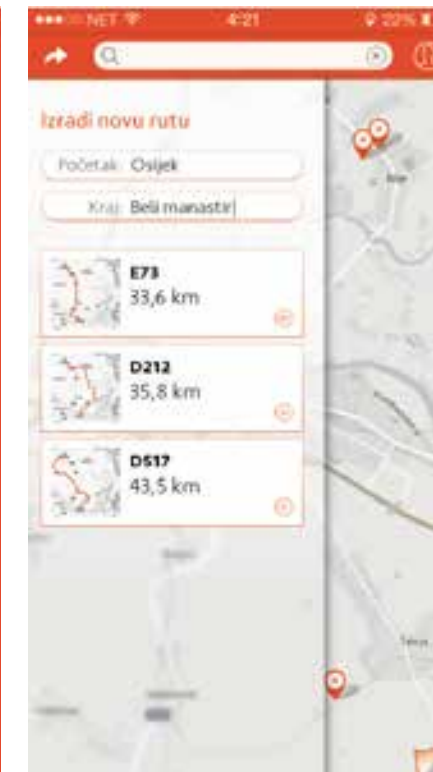 NET 4:21 22%
Izradi novu rutu
Početak: Osijek
Kraj: Beli manastir
E73
33,6 km
D212
35,8 km
D517
43,5 km